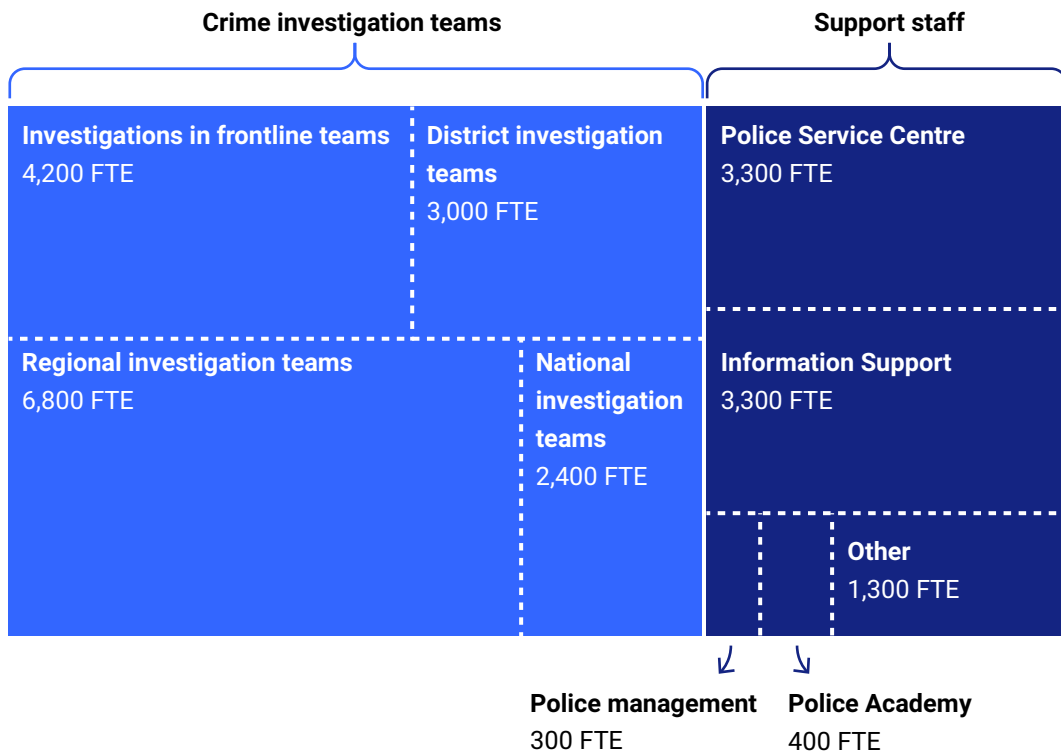 Crime investigation teams
Support staff
Investigations in frontline teams
4,200 FTE
District investigation
teams
3,000 FTE
Police Service Centre
3,300 FTE
Regional investigation teams
6,800 FTE
National
investigation
teams
2,400 FTE
Information Support
3,300 FTE
Other
1,300 FTE
Police management
300 FTE
Police Academy
400 FTE